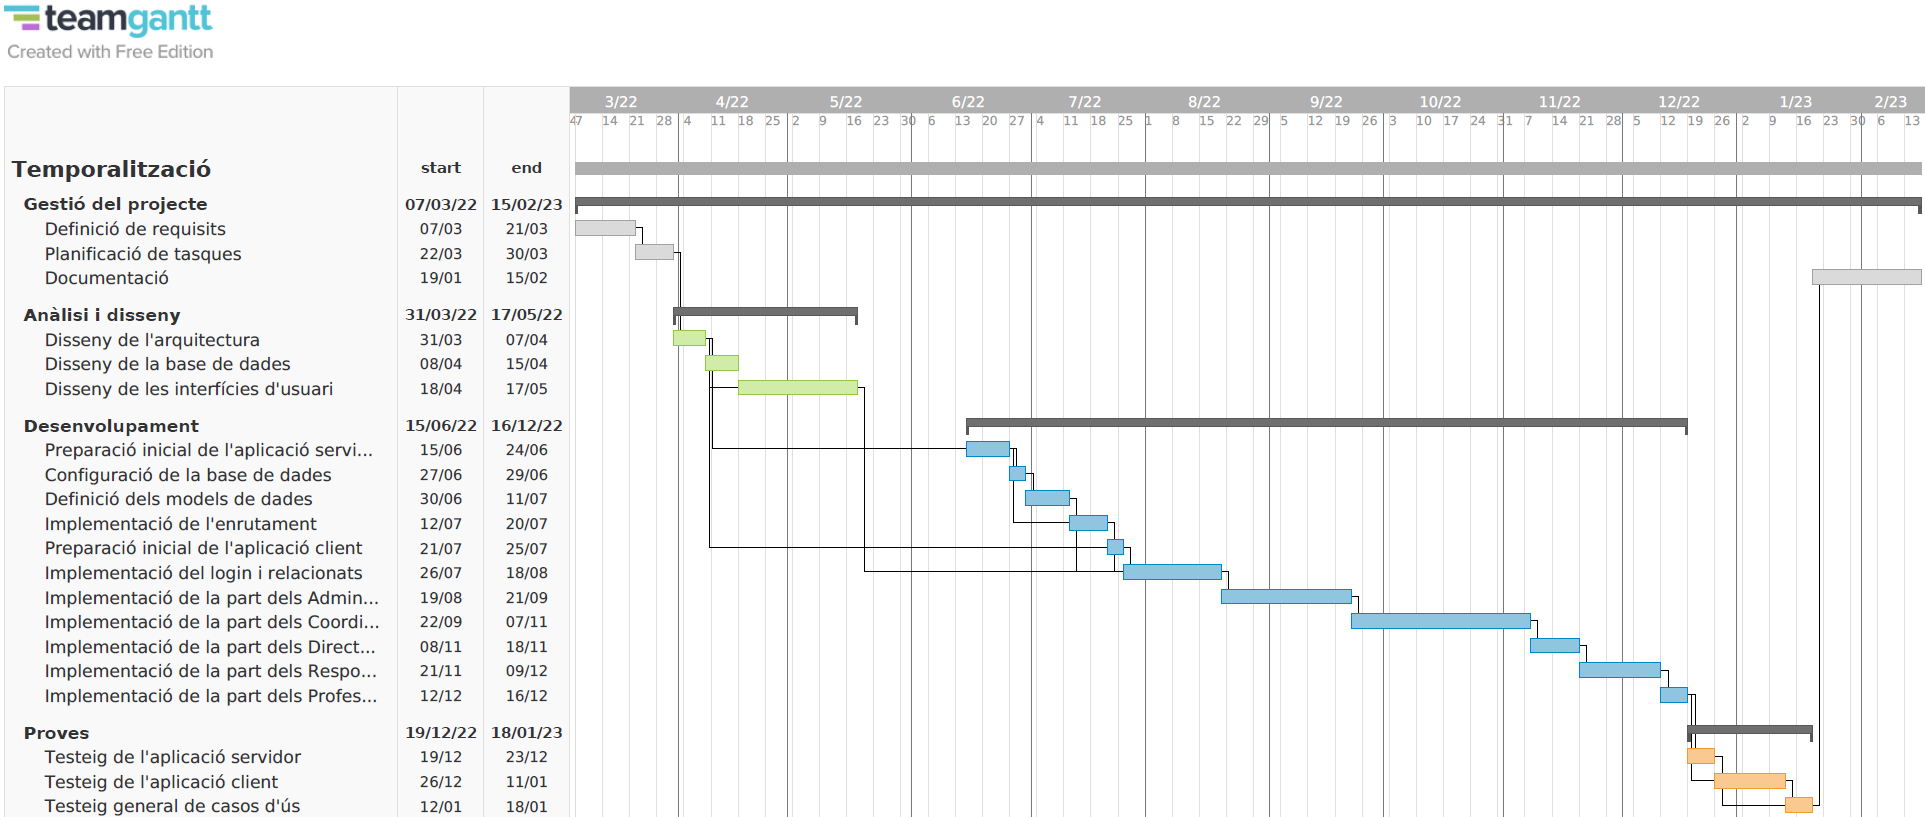 teamgantt
Created with Free Edition
3/22 4/22 5/22 6/22 7/22 8/22 9/22 10/22 11/22 12/22 1/23 2/23
7 14 21 28 4 11 18 25 2 9 16 23 30 6 13 20 27 4 11 18 25 1 8 15 22 29 5 12 19 26 3 10 17 24 31 7 14 21 28 5 12 19 26 2 9 16 23 30 6 13
Temporalització start end
Gestió del projecte 07/03/22 15/02/23
Definició de requisits 07/03 21/03
Planificació de tasques 22/03 30/03
Documentació 19/01 15/02
Anàlisi i disseny 31/03/22 17/05/22
Disseny de l'arquitectura 31/03 07/04
Disseny de la base de dades 08/04 15/04
Disseny de les interfícies d'usuari 18/04 17/05
Desenvolupament 15/06/22 16/12/22
Preparació inicial de l'aplicació servi... 15/06 24/06
Configuració de la base de dades 27/06 29/06
Definició dels models de dades 30/06 11/07
Implementació de l'enrutament 12/07 20/07
Preparació inicial de l'aplicació client 21/07 25/07
Implementació del login i relacionats 26/07 18/08
Implementació de la part dels Admin... 19/08 21/09
Implementació de la part dels Coordi... 22/09 07/11
Implementació de la part dels Direct... 08/11 18/11
Implementació de la part dels Respo... 21/11 09/12
Implementació de la part dels Profes... 12/12 16/12
Proves 19/12/22 18/01/23
Testeig de l'aplicació servidor 19/12 23/12
Testeig de l'aplicació client 26/12 11/01
Testeig general de casos d'ús 12/01 18/01